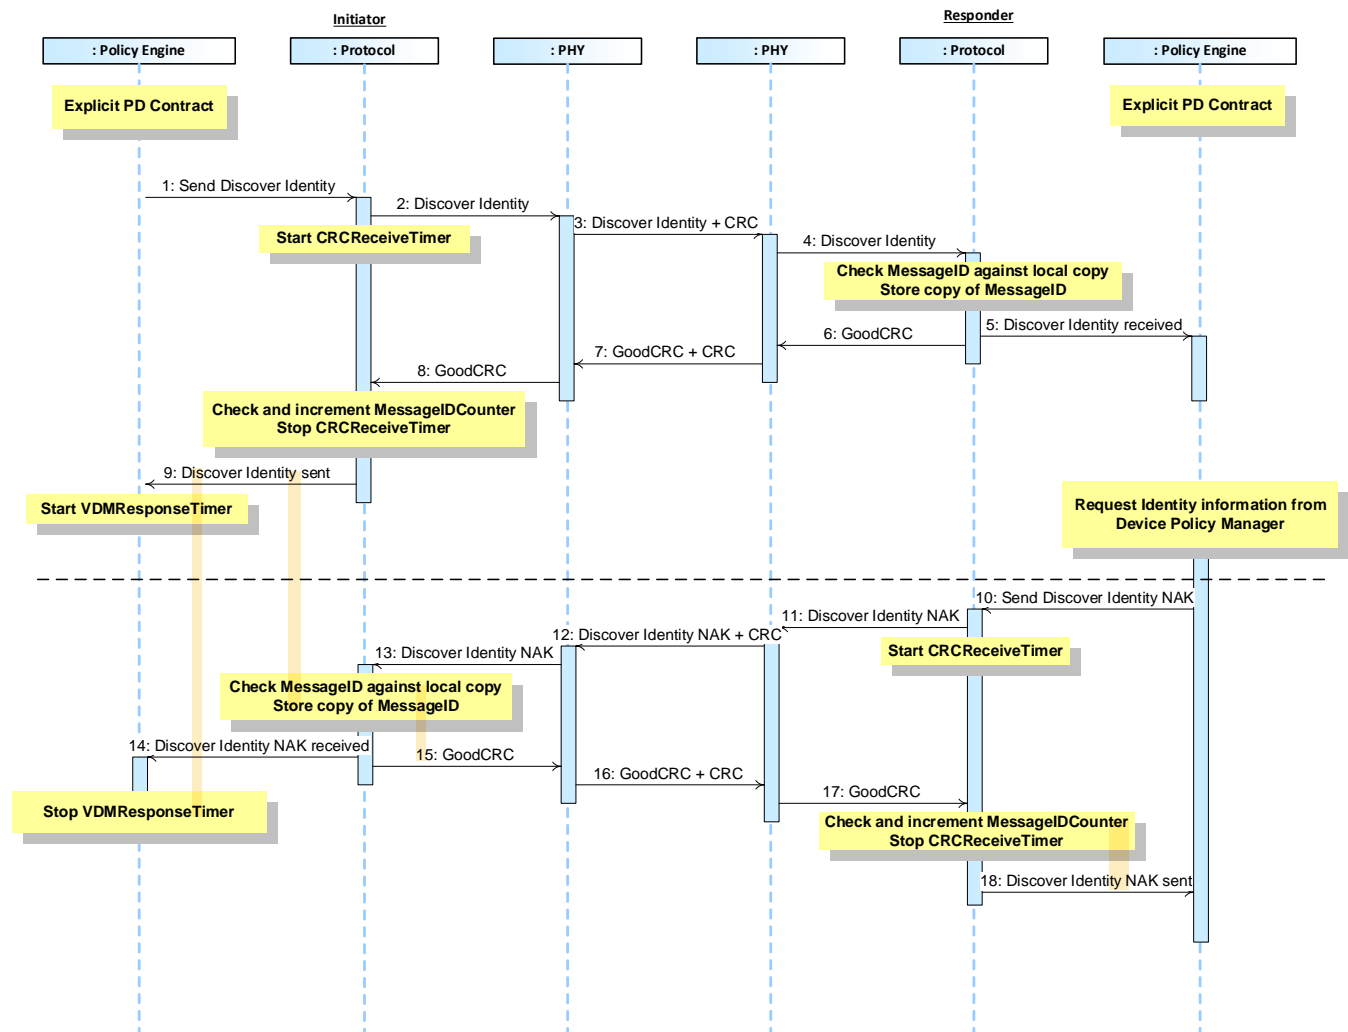 Initiator
Responder
: Policy Engine
: Protocol
: PHY
: PHY
: Protocol
: Policy Engine
Explicit PD Contract
Explicit PD Contract
1: Send Discover Identity
2: Discover Identity
3: Discover Identity + CRC
Start CRCReceiveTimer
4: Discover Identity
Check MessageID against local copy
Store copy of MessageID
5: Discover Identity received
6: GoodCRC
7: GoodCRC + CRC
8: GoodCRC
Check and increment MessageIDCounter
Stop CRCReceiveTimer
9: Discover Identity sent
Start VDMResponseTimer
Request Identity information from
Device Policy Manager
10: Send Discover Identity NAK
11: Discover Identity NAK
12: Discover Identity NAK + CRC
Start CRCReceiveTimer
13: Discover Identity NAK
Check MessageID against local copy
Store copy of MessageID
14: Discover Identity NAK received
15: GoodCRC
16: GoodCRC + CRC
17: GoodCRC
Stop VDMResponseTimer
Check and increment MessageIDCounter
Stop CRCReceiveTimer
18: Discover Identity NAK sent